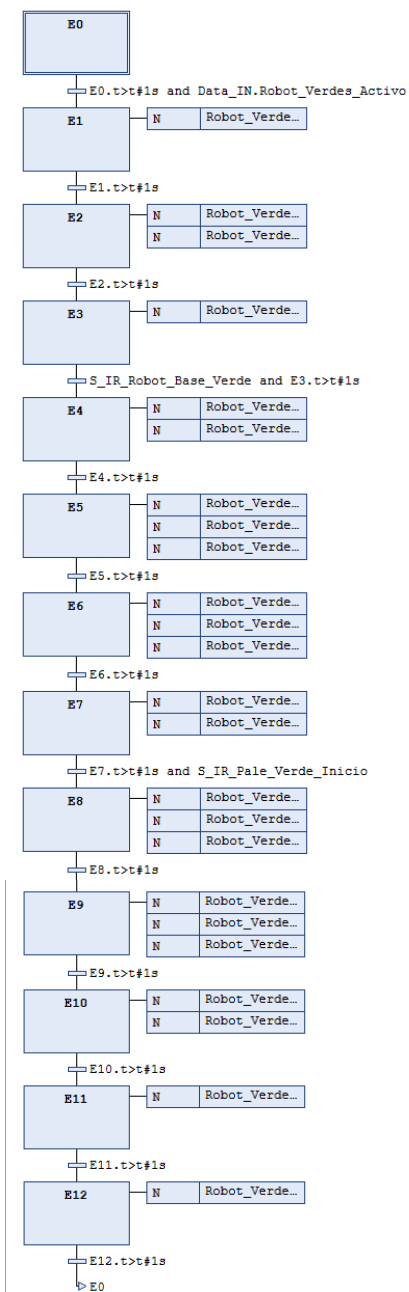 E0
E0.t>t#1s and Data_IN.Robot_Verdes_Activo
E1 N Robot_Verde…
E1.t>t#1s
E2 N Robot_Verde…
N Robot_Verde…
E2.t>t#1s
E3 N Robot_Verde…
S_IR_Robot_Base_Verde and E3.t>t#1s
E4 N Robot_Verde…
N Robot_Verde…
E4.t>t#1s
E5 N Robot_Verde…
N Robot_Verde…
N Robot_Verde…
E5.t>t#1s
E6 N Robot_Verde…
N Robot_Verde…
N Robot_Verde…
E6.t>t#1s
E7 N Robot_Verde…
N Robot_Verde…
E7.t>t#1s and S_IR_Pale_Verde_Inicio
E8 N Robot_Verde…
N Robot_Verde…
N Robot_Verde…
E8.t>t#1s
E9 N Robot_Verde…
N Robot_Verde…
N Robot_Verde…
E9.t>t#1s
E10 N Robot_Verde…
N Robot_Verde…
E10.t>t#1s
E11 N Robot_Verde…
E11.t>t#1s
E12 N Robot_Verde…
E12.t>t#1s
E0